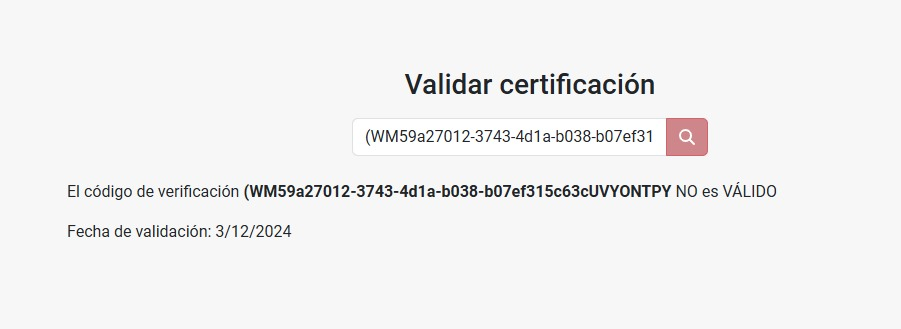 Validar certificación
(WM59a27012-3743-4d1a-b038-b07ef31
El código de verificación (WM59a27012-3743-4d1a-b038-b07ef315c63cUVYONTPY NO es VÁLIDO
Fecha de validación: 3/12/2024